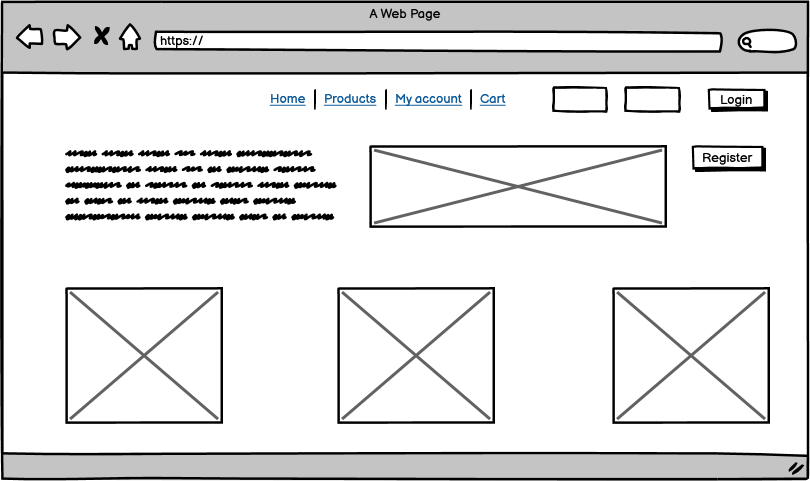 A Web Page
https://
Home Products My account Cart Login
Register